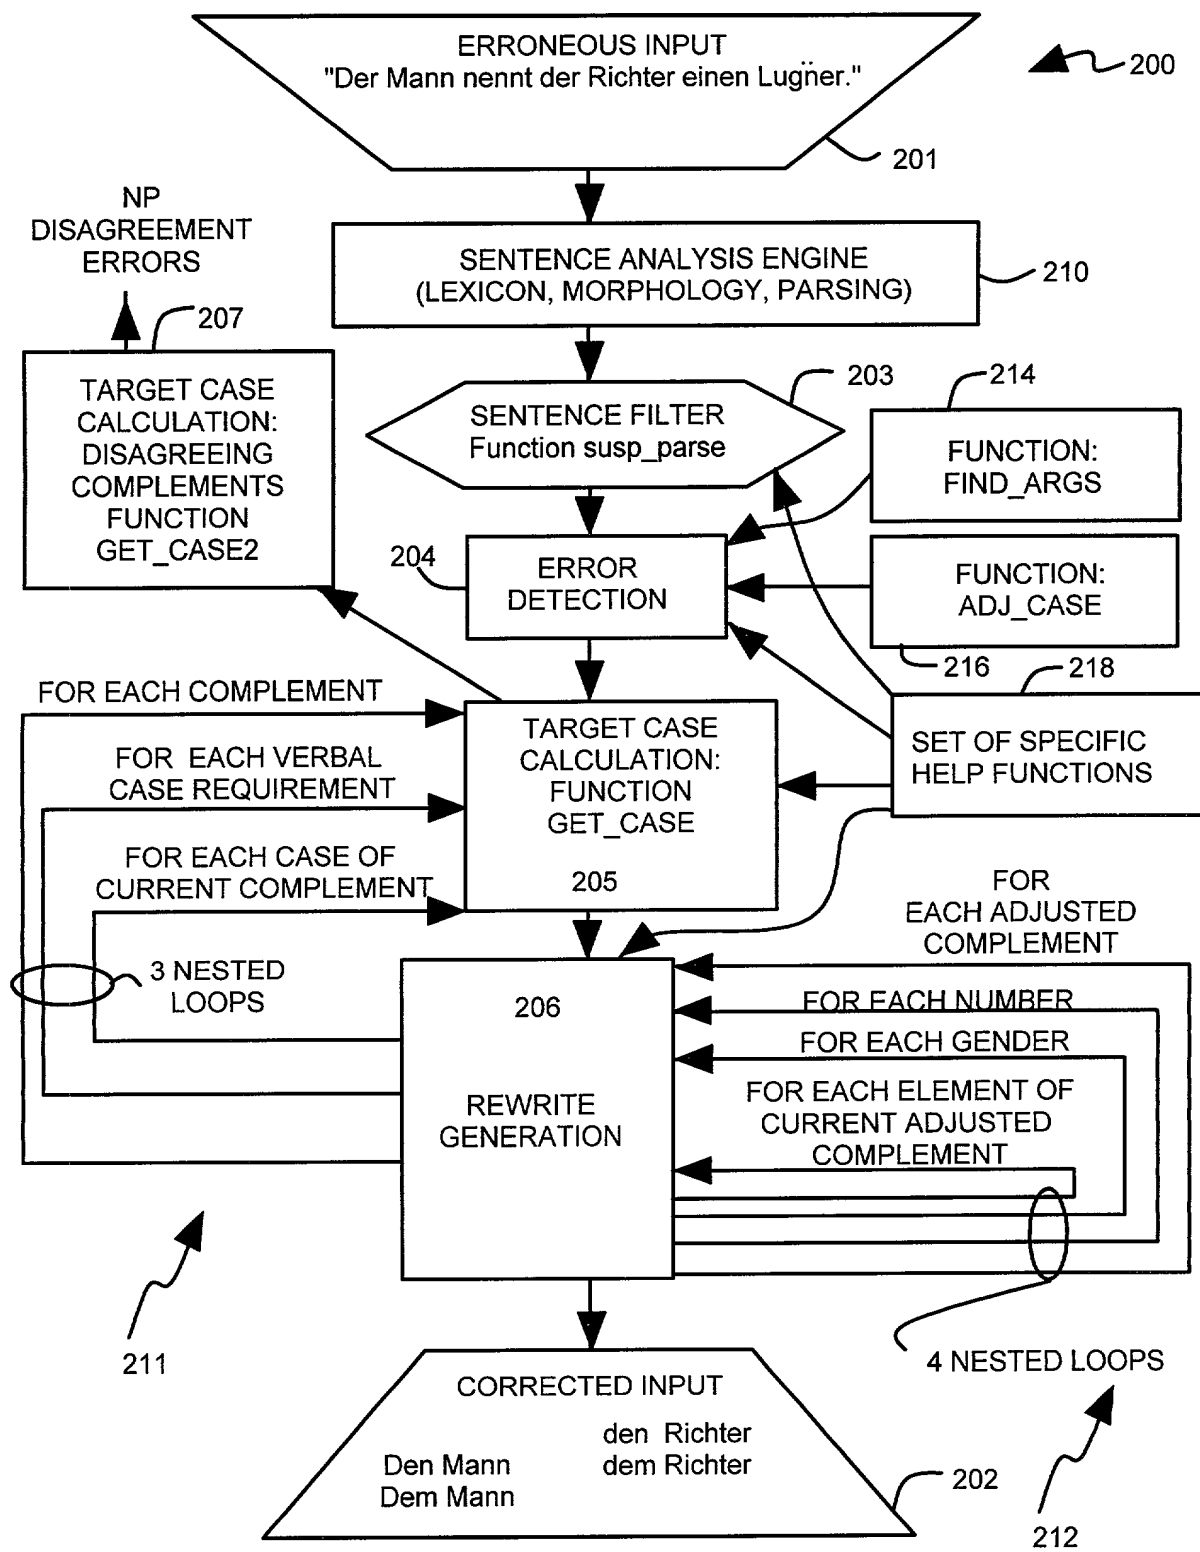 ERRONEOUS INPUT
"Der Mann nennt der Richter einen Lugn̈er."
200
201
NP
DISAGREEMENT
ERRORS
SENTENCE ANALYSIS ENGINE
(LEXICON, MORPHOLOGY, PARSING)
210
207
TARGET CASE
CALCULATION:
DISAGREEING
COMPLEMENTS
FUNCTION
GET_CASE2
SENTENCE FILTER
Function susp_parse
203
214
FUNCTION:
FIND_ARGS
204
ERROR
DETECTION
FUNCTION:
ADJ_CASE
216
218
FOR EACH COMPLEMENT
FOR EACH VERBAL
CASE REQUIREMENT
FOR EACH CASE OF
CURRENT COMPLEMENT
TARGET CASE
CALCULATION:
FUNCTION
GET_CASE
205
SET OF SPECIFIC
HELP FUNCTIONS
3 NESTED
LOOPS
206
REWRITE
GENERATION
FOR
EACH ADJUSTED
COMPLEMENT
FOR EACH NUMBER
FOR EACH GENDER
FOR EACH ELEMENT OF
CURRENT ADJUSTED
COMPLEMENT
211
4 NESTED LOOPS
212
CORRECTED INPUT
den Richter
Den Mann dem Richter
Dem Mann
202